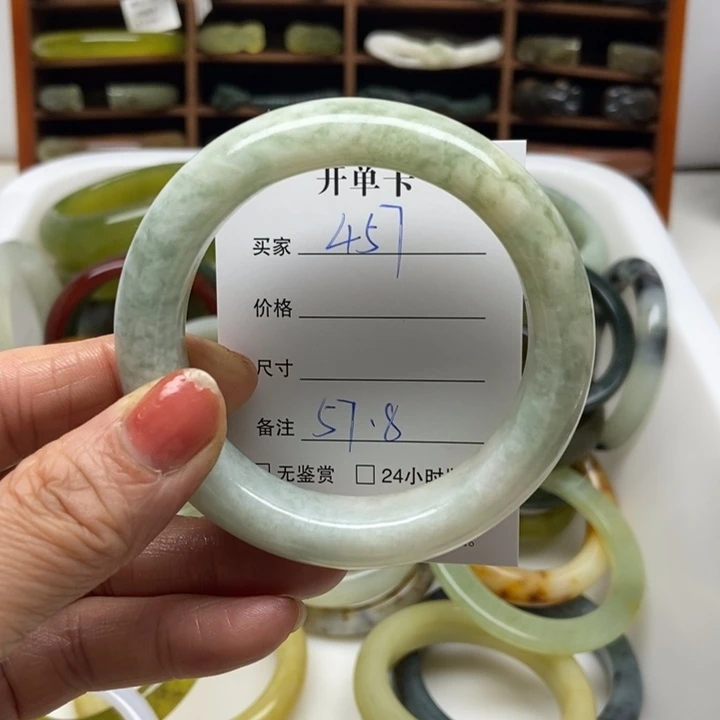 开单卡
买家 457
价格
尺寸
备注 57.8
无鉴赏 24小时